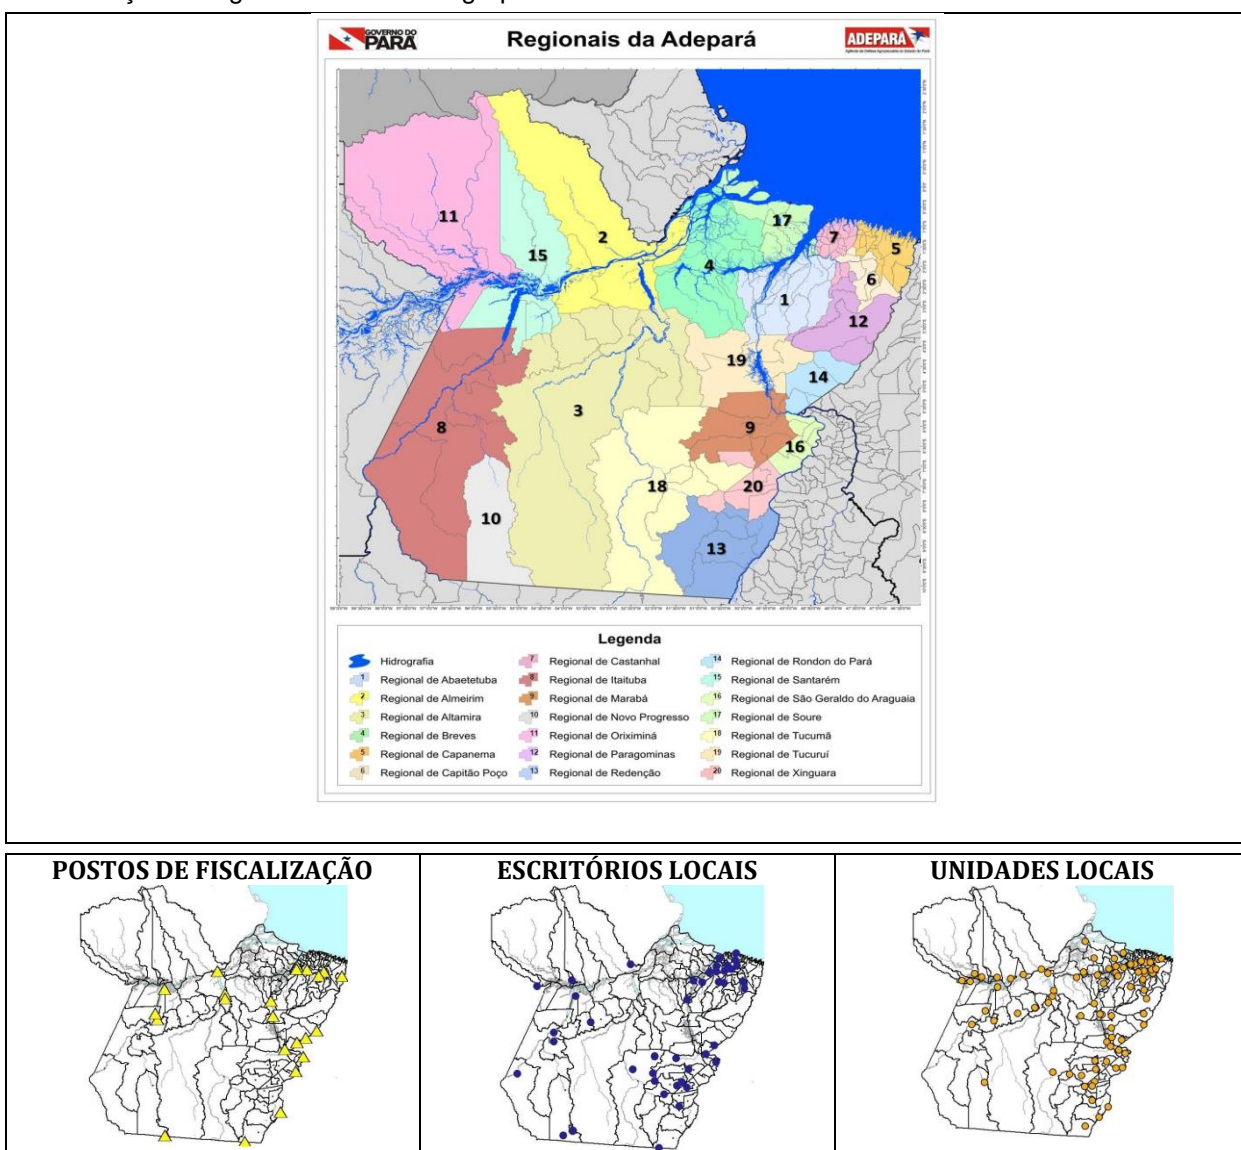 GOVERNO DO
PARÁ
Regionais da Adepará
ADEPARÁ
11
2
15
17
4
7
5
6
1
12
19
14
3
8
9
16
18
20
10
13
Legenda
Hidrografia
1 Regional de Abaetetuba
2 Regional de Almeirim
3 Regional de Altamira
4 Regional de Breves
5 Regional de Capanema
6 Regional de Capitão Poço
7 Regional de Castanhal
8 Regional de Itaituba
9 Regional de Marabá
10 Regional de Novo Progresso
11 Regional de Oriximiná
12 Regional de Paragominas
13 Regional de Redenção
14 Regional de Rondon do Pará
15 Regional de Santarém
16 Regional de São Geraldo do Araguaia
17 Regional de Soure
18 Regional de Tucumã
19 Regional de Tucuruí
20 Regional de Xinguara
POSTOS DE FISCALIZAÇÃO
ESCRITÓRIOS LOCAIS
UNIDADES LOCAIS